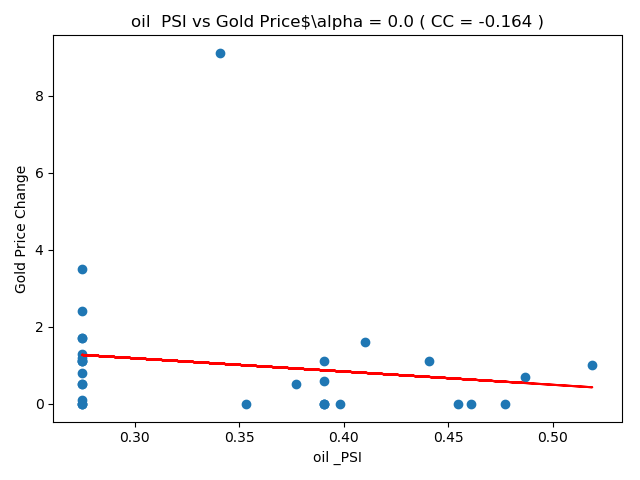 oil  PSI vs Gold Price$\alpha = 0.0 ( CC = -0.164 )
8
6
4
2
0
Gold Price Change
0.30 0.35 0.40 0.45 0.50
oil _PSI